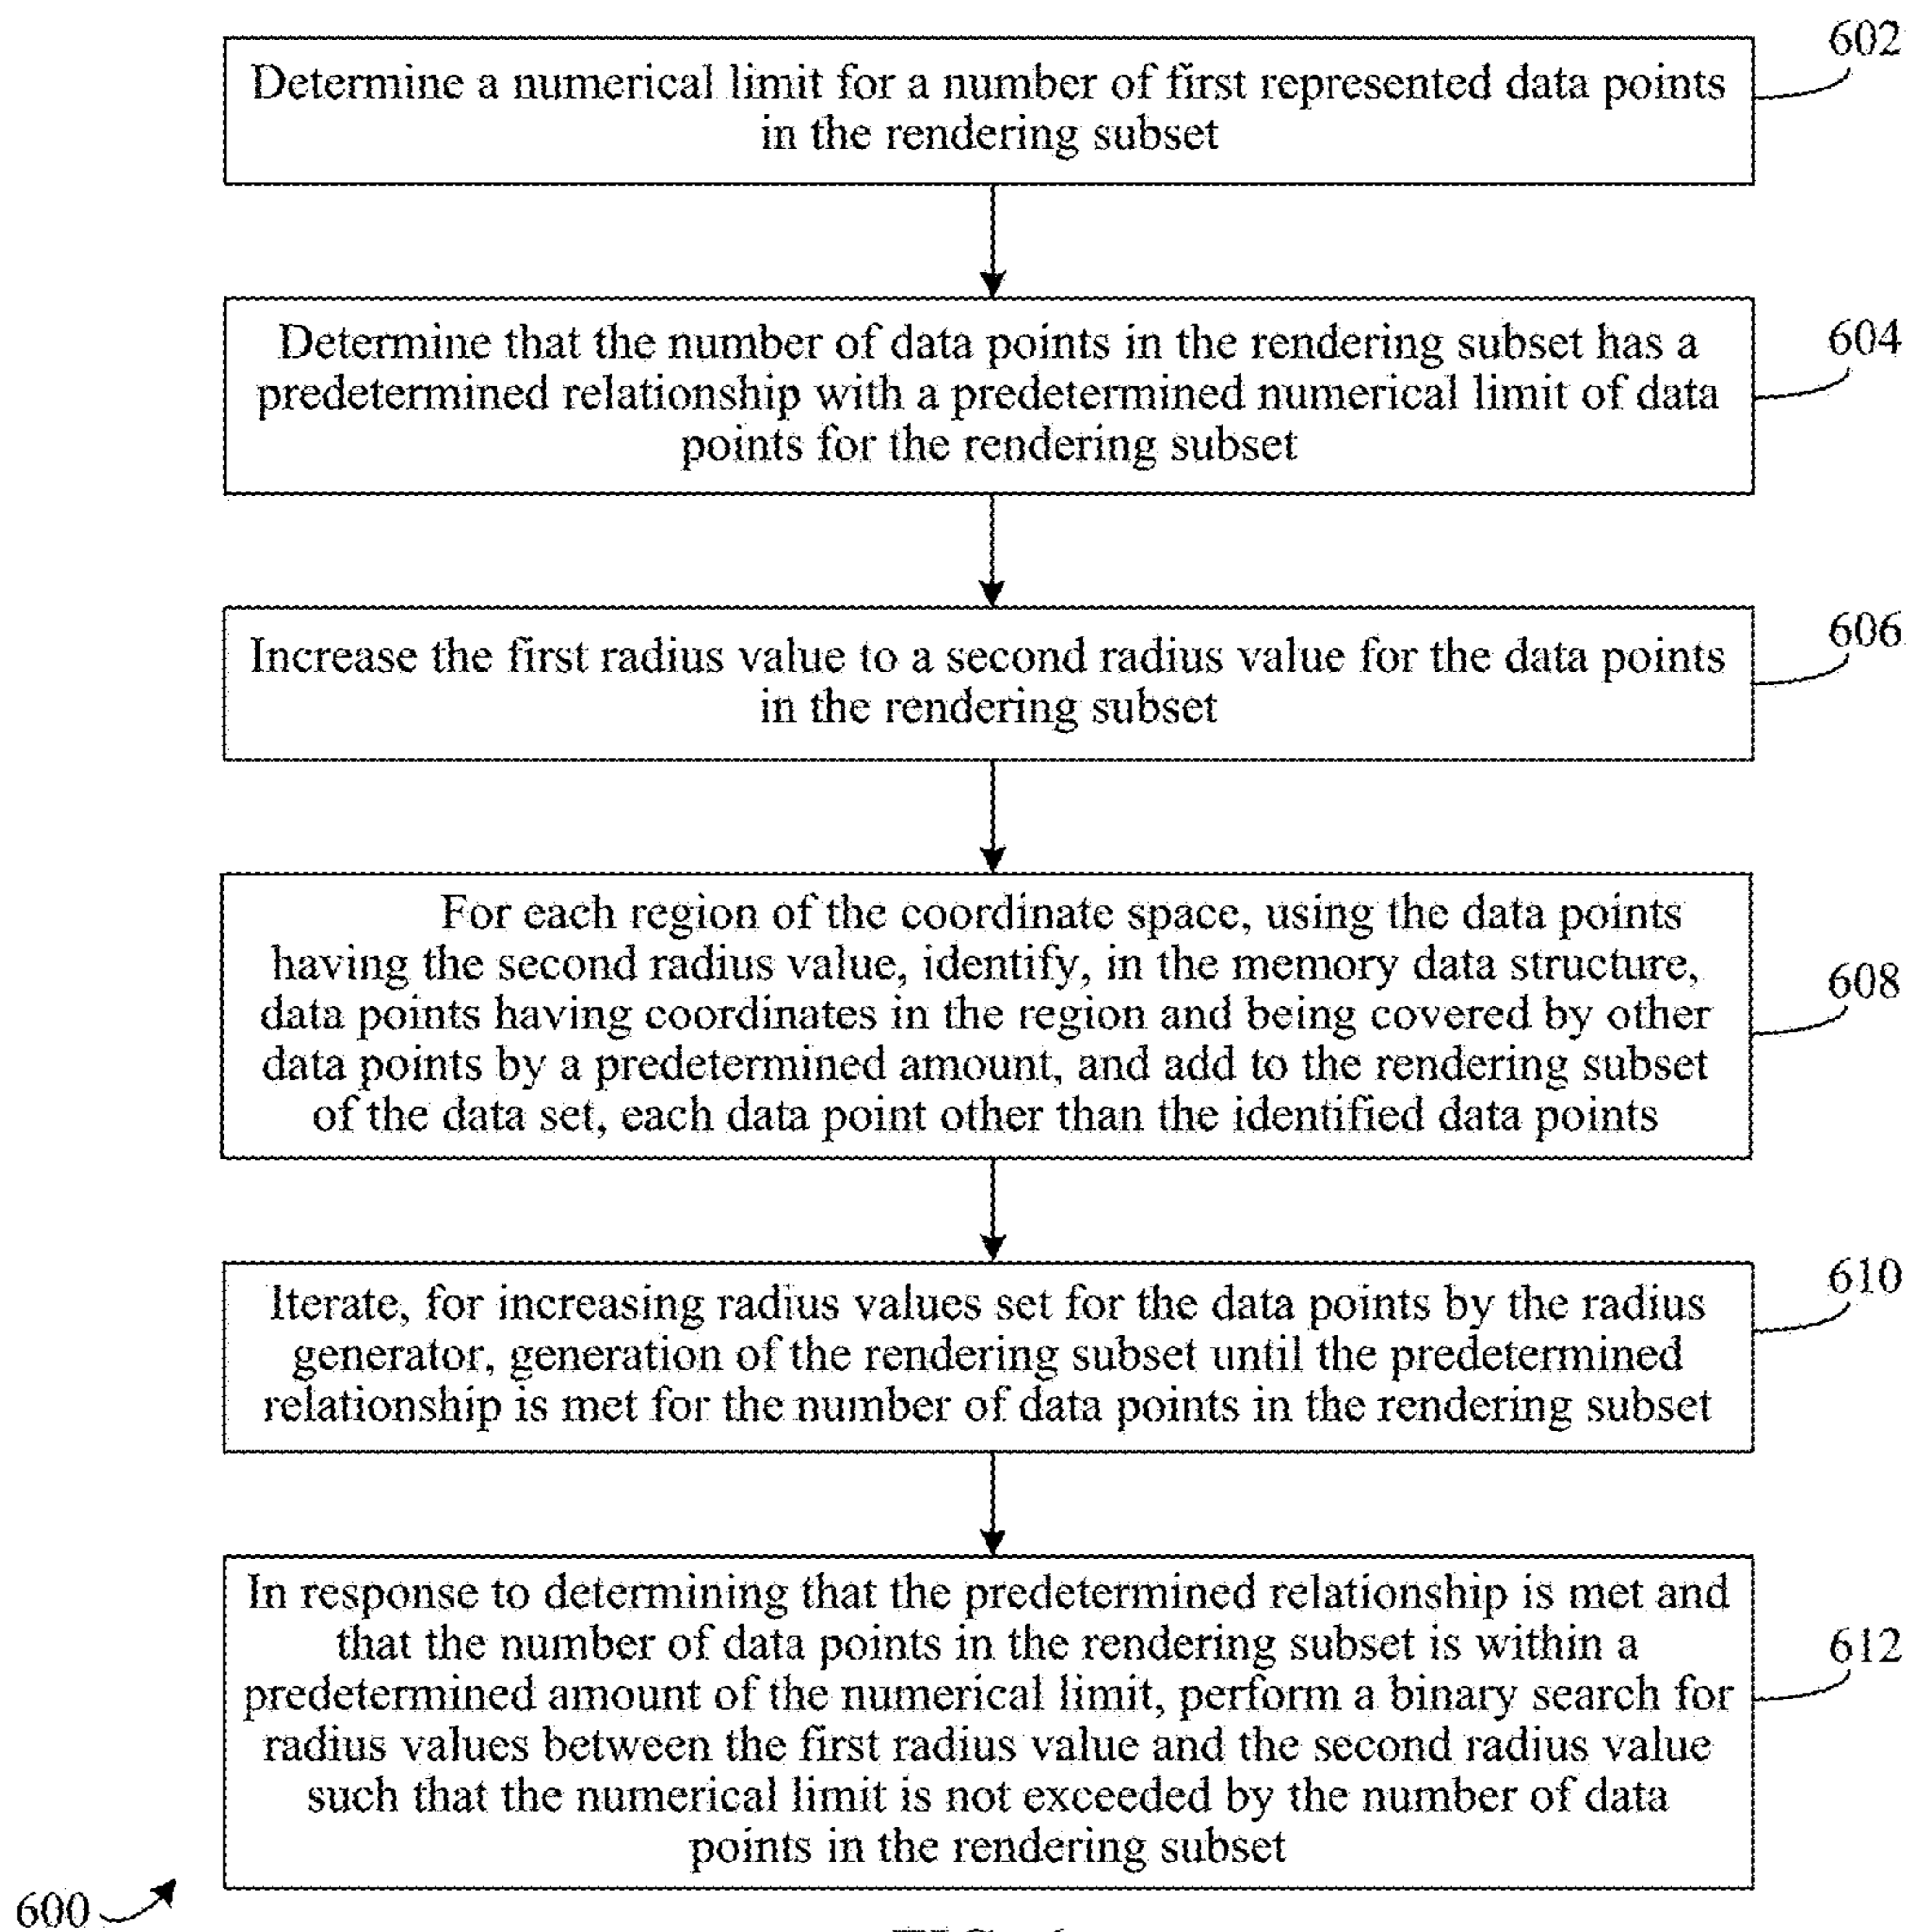 602
Determine a numerical limit for a number of first represented data points
in the rendering subset
604
Determine that the number of data points in the rendering subset has a
predetermined relationship with a predetermined numerical limit of data
points for the rendering subset
606
Increase the first radius value to a second radius value for the data points
in the rendering subset
608
For each region of the coordinate space, using the data points
having the second radius value, identify, in the memory data structure,
data points having coordinates in the region and being covered by other
data points by a predetermined amount, and add to the rendering subset
of the data set, each data point other than the identified data points
610
Iterate, for increasing radius values set for the data points by the radius
generator, generation of the rendering subset until the predetermined
relationship is met for the number of data points in the rendering subset
612
In response to determining that the predetermined relationship is met and
that the number of data points in the rendering subset is within a
predetermined amount of the numerical limit, perform a binary search for
radius values between the first radius value and the second radius value
such that the numerical limit is not exceeded by the number of data
points in the rendering subset
600